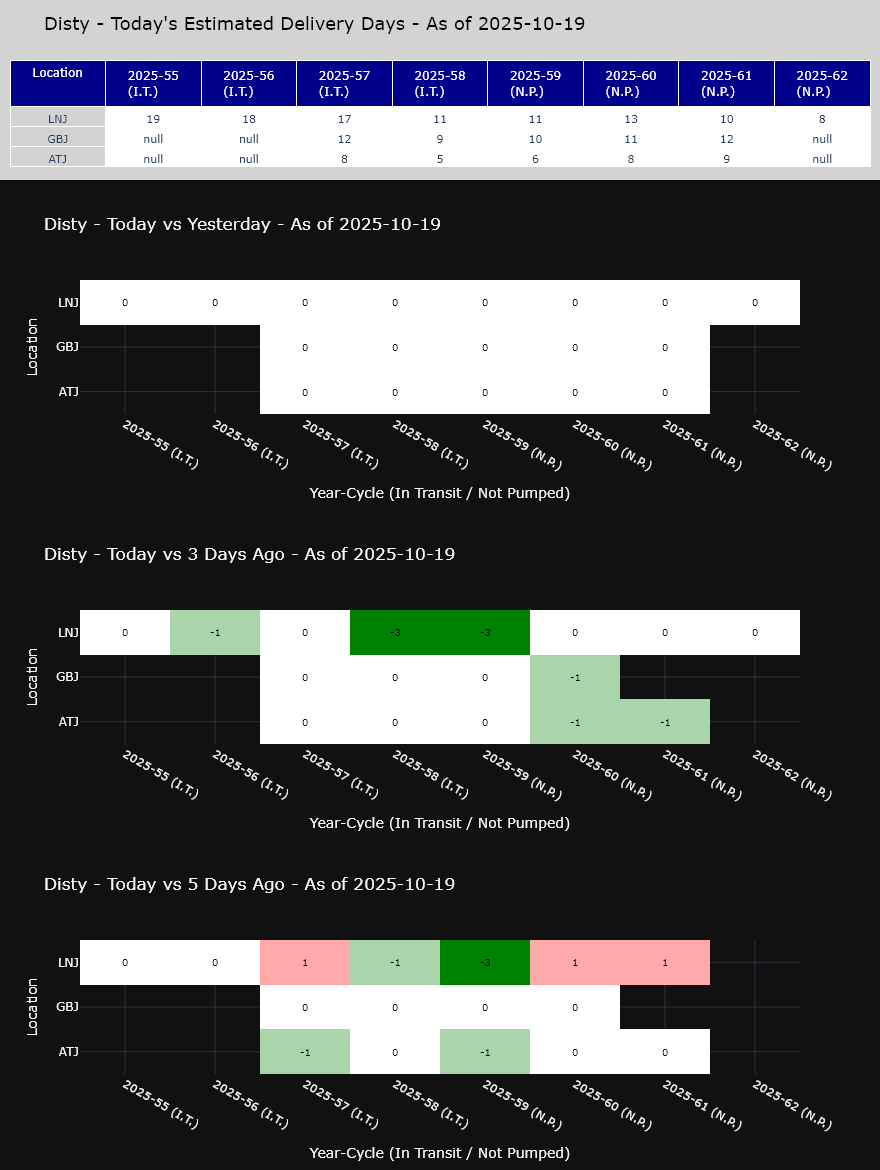 Disty - Today's Estimated Delivery Days - As of 2025-10-19
Location 2025-55 (I.T.) 2025-56 (I.T.) 2025-57 (I.T.) 2025-58 (I.T.) 2025-59 (N.P.) 2025-60 (N.P.) 2025-61 (N.P.) 2025-62 (N.P.)
LNJ 19 18 17 11 11 13 10 8
GBJ null null 12 9 10 11 12 null
ATJ null null 8 5 6 8 9 null
Disty - Today vs Yesterday - As of 2025-10-19
Location
LNJ 0 0 0 0 0 0 0 0
GBJ 0 0 0 0 0
ATJ 0 0 0 0 0
2025-55 (I.T.) 2025-56 (I.T.) 2025-57 (I.T.) 2025-58 (I.T.) 2025-59 (N.P.) 2025-60 (N.P.) 2025-61 (N.P.) 2025-62 (N.P.)
Year-Cycle (In Transit / Not Pumped)
Disty - Today vs 3 Days Ago - As of 2025-10-19
Location
LNJ 0 -1 0 -3 -3 0 0 0
GBJ 0 0 0 -1
ATJ 0 0 0 -1 -1
2025-55 (I.T.) 2025-56 (I.T.) 2025-57 (I.T.) 2025-58 (I.T.) 2025-59 (N.P.) 2025-60 (N.P.) 2025-61 (N.P.) 2025-62 (N.P.)
Year-Cycle (In Transit / Not Pumped)
Disty - Today vs 5 Days Ago - As of 2025-10-19
Location
LNJ 0 0 1 -1 -3 1 1
GBJ 0 0 0 0
ATJ -1 0 -1 0 0
2025-55 (I.T.) 2025-56 (I.T.) 2025-57 (I.T.) 2025-58 (I.T.) 2025-59 (N.P.) 2025-60 (N.P.) 2025-61 (N.P.) 2025-62 (N.P.)
Year-Cycle (In Transit / Not Pumped)